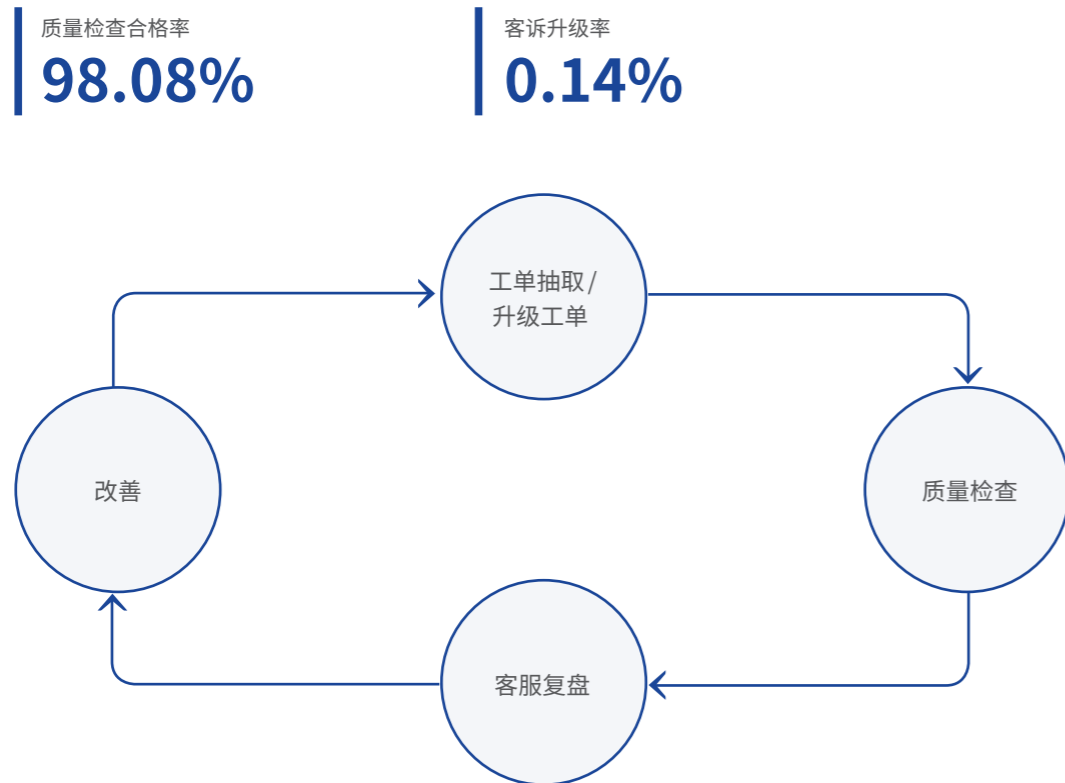 质量检查合格率
98.08%
客诉升级率
0.14%
工单抽取/
升级工单
改善
质量检查
客服复盘